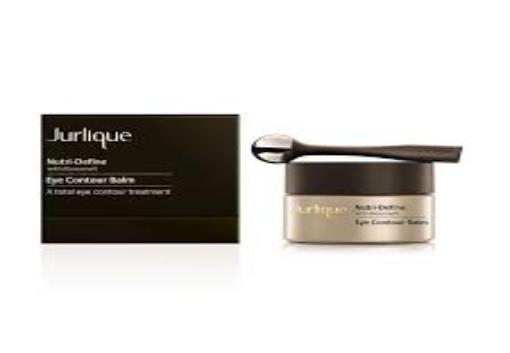 Jurlique
Nutri-Define
Eye Contour Balm
A total eye contour treatment
Jurlique
Nutri-Define
Eye Contour Balm